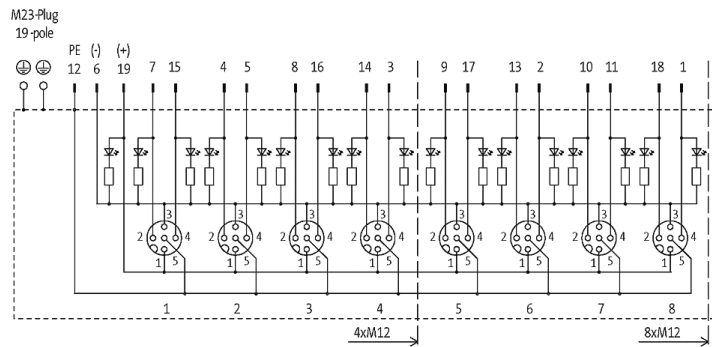 M23-Plug
19-pole
PE (-) (+)
12 6 19 7 15 4 5 8 16 14 3 9 17 13 2 10 11 18 1
3 3 3 3 3 3 3 3
2 4 2 4 2 4 2 4 2 4 2 4 2 4 2 4
1 5 1 5 1 5 1 5 1 5 1 5 1 5 1 5
1 2 3 4 5 6 7 8
4xM12 8xM12